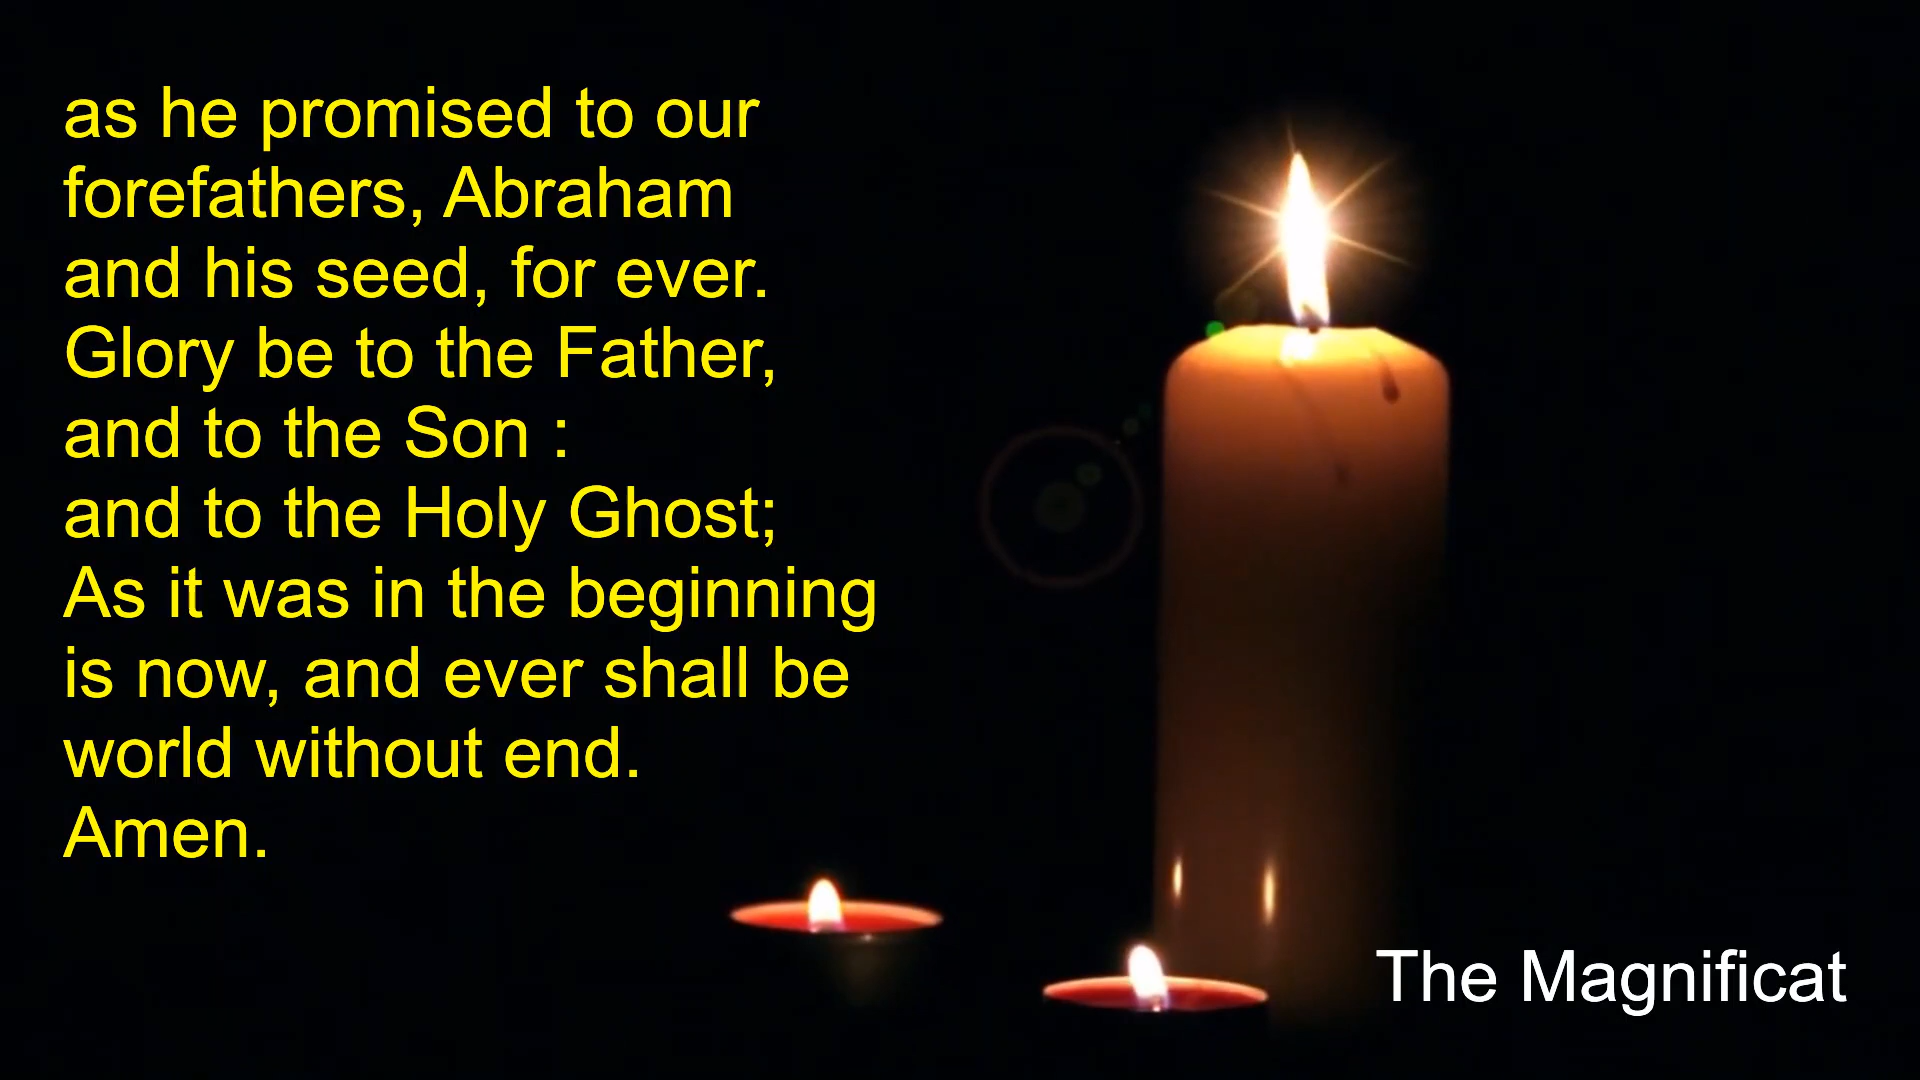 as he promised to our
forefathers, Abraham
and his seed, for ever.
Glory be to the Father,
and to the Son :
and to the Holy Ghost;
As it was in the beginning
is now, and ever shall be
world without end.
Amen.
The Magnificat